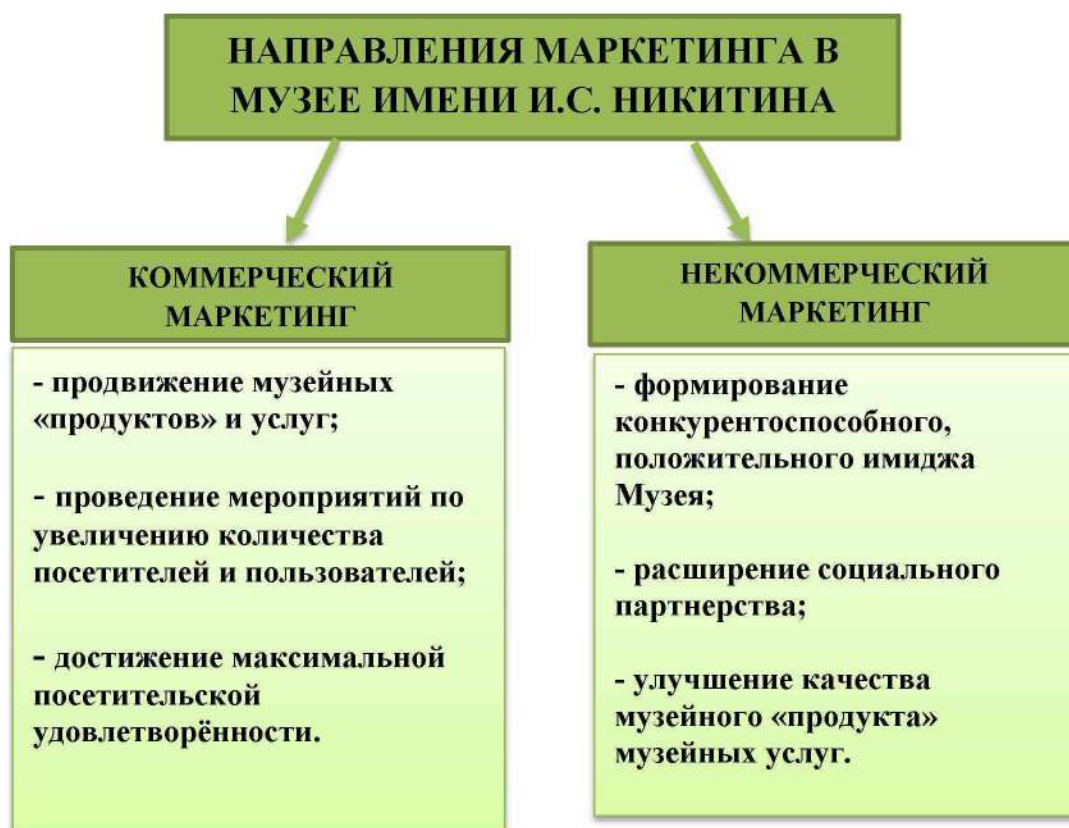 НАПРАВЛЕНИЯ МАРКЕТИНГА В
МУЗЕЕ ИМЕНИ И.С. НИКИТИНА
КОММЕРЧЕСКИЙ
МАРКЕТИНГ
- продвижение музейных
«продуктов» и услуг;
- проведение мероприятий по
увеличению количества
посетителей и пользователей;
- достижение максимальной
посетительской
удовлетворённости.
НЕКОММЕРЧЕСКИЙ
МАРКЕТИНГ
- формирование
конкурентоспособного,
положительного имиджа
Музея;
- расширение социального
партнерства;
- улучшение качества
музейного «продукта»
музейных услуг.